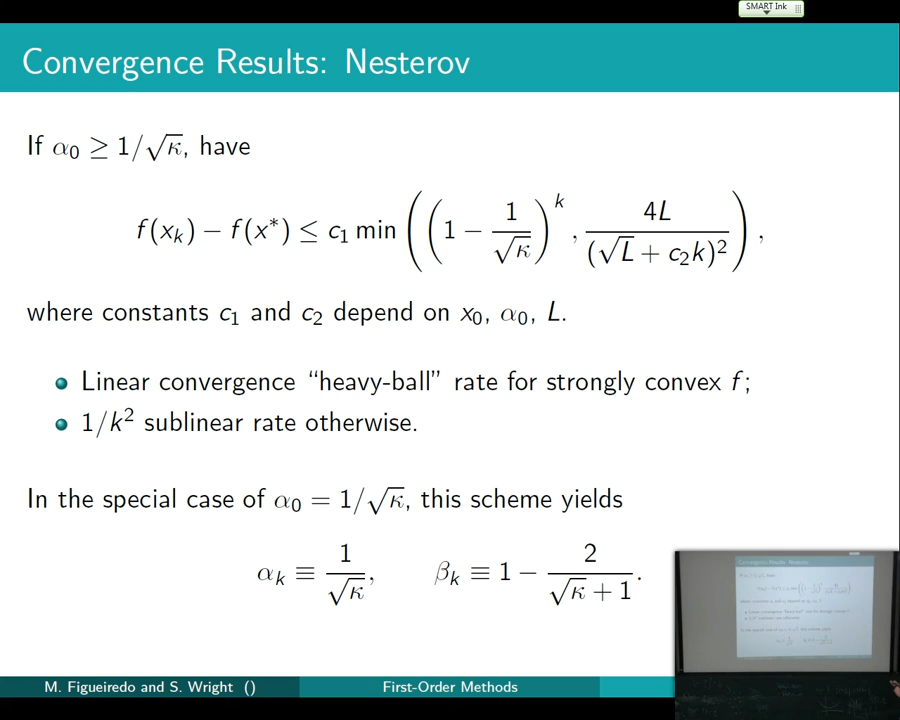 SMART Ink
Convergence Results: Nesterov
If α₀ ≥ 1/√κ, have
f(xₖ) − f(x*) ≤ c₁ min ( (1 − 1/√κ)ᵏ , 4L/(√L + c₂k)² ) ,
where constants c₁ and c₂ depend on x₀, α₀, L.
Linear convergence “heavy-ball” rate for strongly convex f;
1/k² sublinear rate otherwise.
In the special case of α₀ = 1/√κ, this scheme yields
αₖ ≡ 1/√κ, βₖ ≡ 1 − 2/(√κ + 1).
M. Figueiredo and S. Wright () First-Order Methods